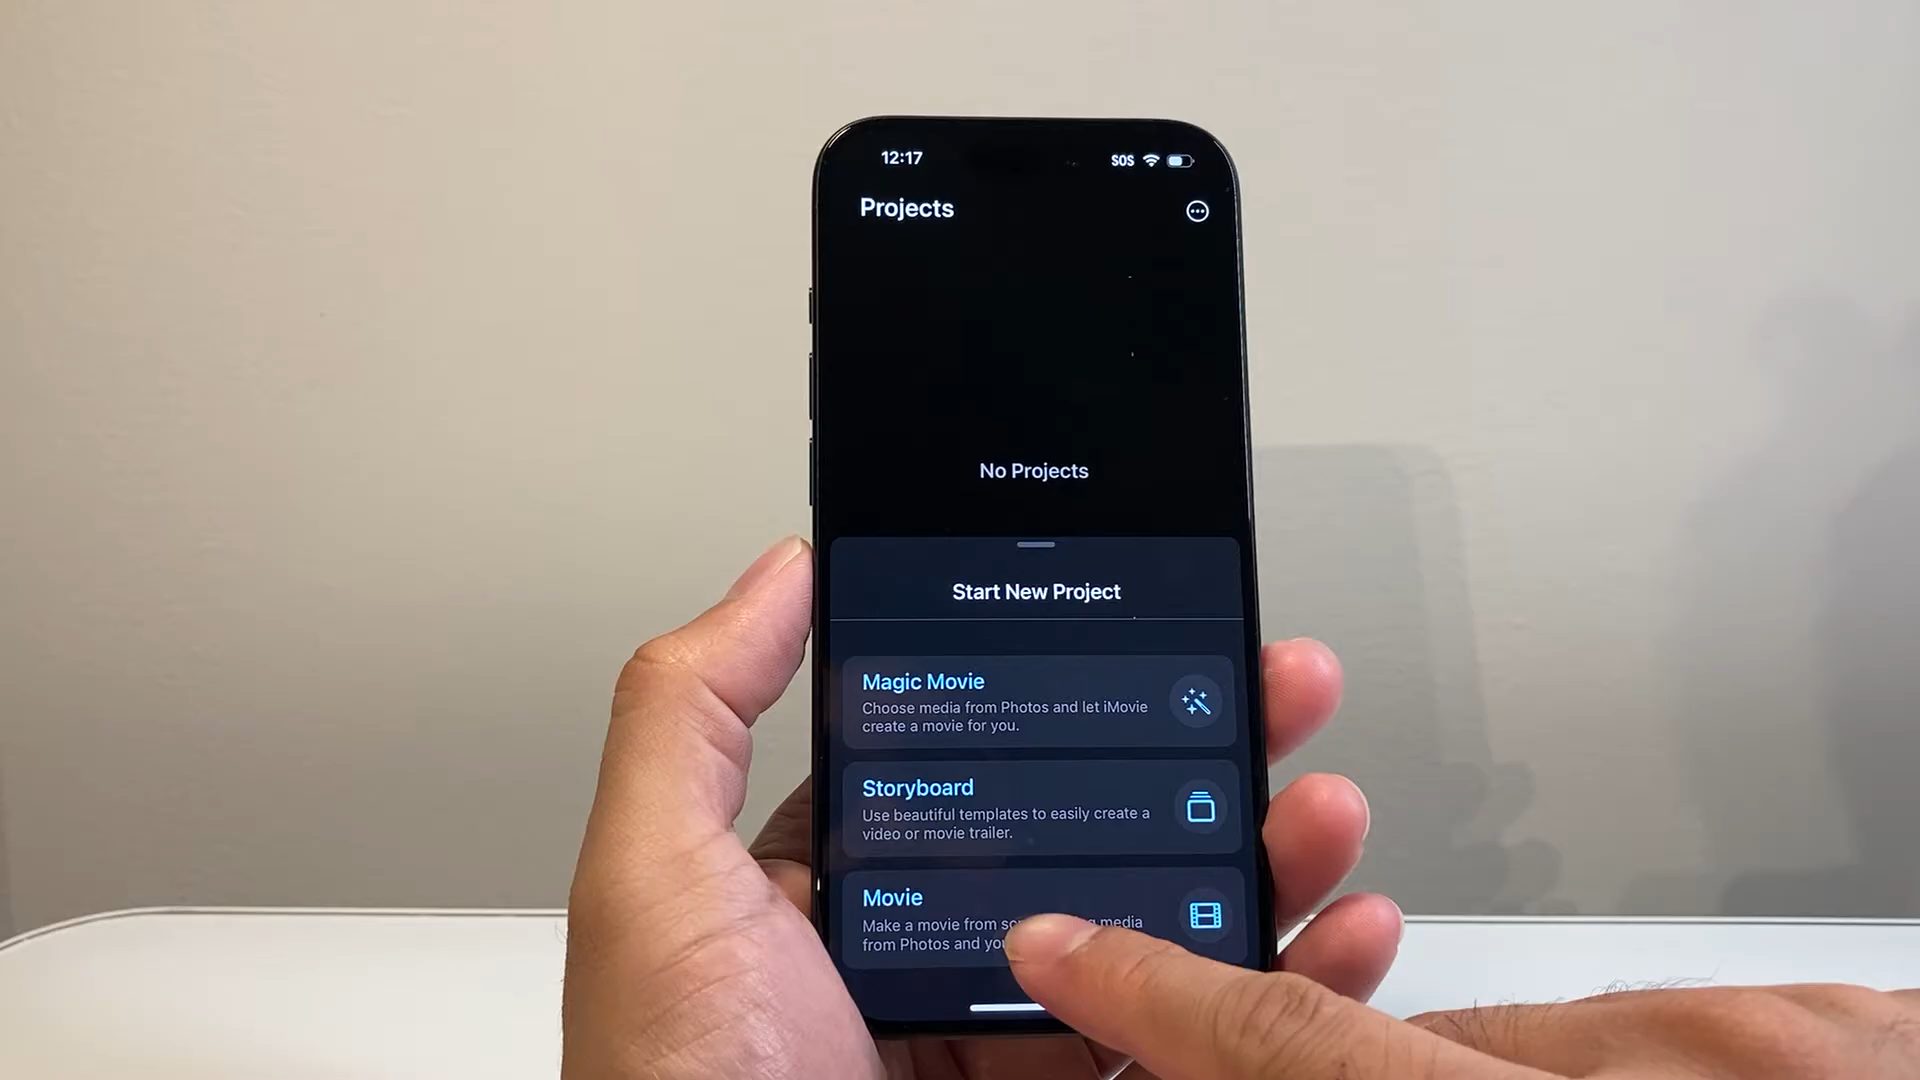 12:17
SOS
Projects
No Projects
Start New Project
Magic Movie
Choose media from Photos and let iMovie
create a movie for you.
Storyboard
Use beautiful templates to easily create a
video or movie trailer.
Movie
Make a movie from media
from Photos and